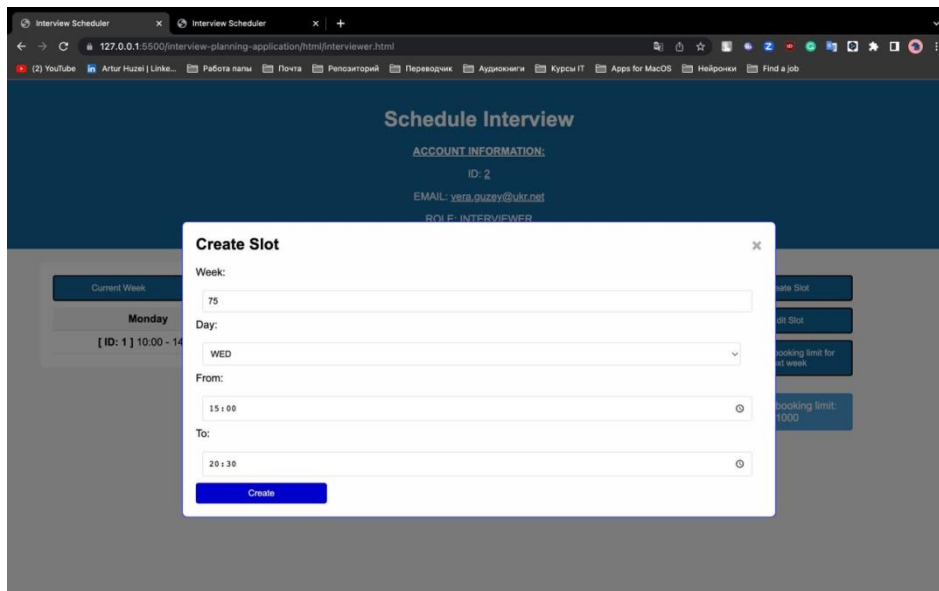 Interview Scheduler
Interview Scheduler
127.0.0.1:5500/interview-planning-application/html/interviewer.html
(2) YouTube Artur Huzei | Linke... Работа папы Почта Репозиторий Переводчик Аудиокниги Курсы IT Apps for MacOS Нейронки Find a job
Schedule Interview
ACCOUNT INFORMATION:
ID: 2
EMAIL: vera.guzey@ukr.net
ROLE: INTERVIEWER
Create Slot
Week:
75
Day:
WED
From:
15:00
To:
20:30
Create
Current Week
Monday
[ ID: 1 ] 10:00 - 14
eate Slot
dit Slot
booking limit for
xt week
booking limit:
1000